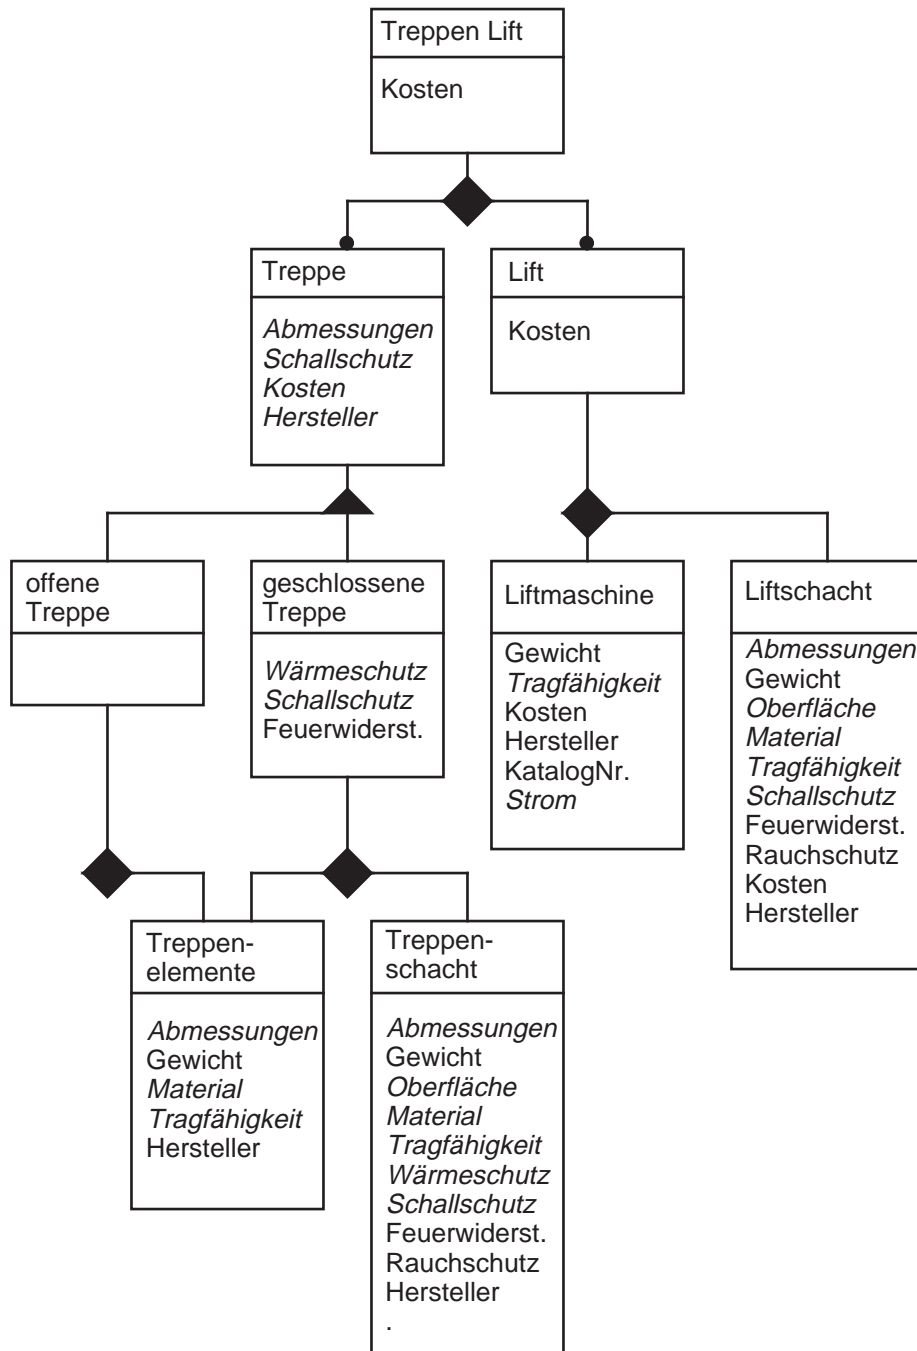 Treppen Lift
Kosten
Treppe
Abmessungen
Schallschutz
Kosten
Hersteller
Lift
Kosten
offene
Treppe
geschlossene
Treppe
Wärmeschutz
Schallschutz
Feuerwiderst.
Liftmaschine
Gewicht
Tragfähigkeit
Kosten
Hersteller
KatalogNr.
Strom
Liftschacht
Abmessungen
Gewicht
Oberfläche
Material
Tragfähigkeit
Schallschutz
Feuerwiderst.
Rauchschutz
Kosten
Hersteller
Treppen-
elemente
Abmessungen
Gewicht
Material
Tragfähigkeit
Hersteller
Treppen-
schacht
Abmessungen
Gewicht
Oberfläche
Material
Tragfähigkeit
Wärmeschutz
Schallschutz
Feuerwiderst.
Rauchschutz
Hersteller
.